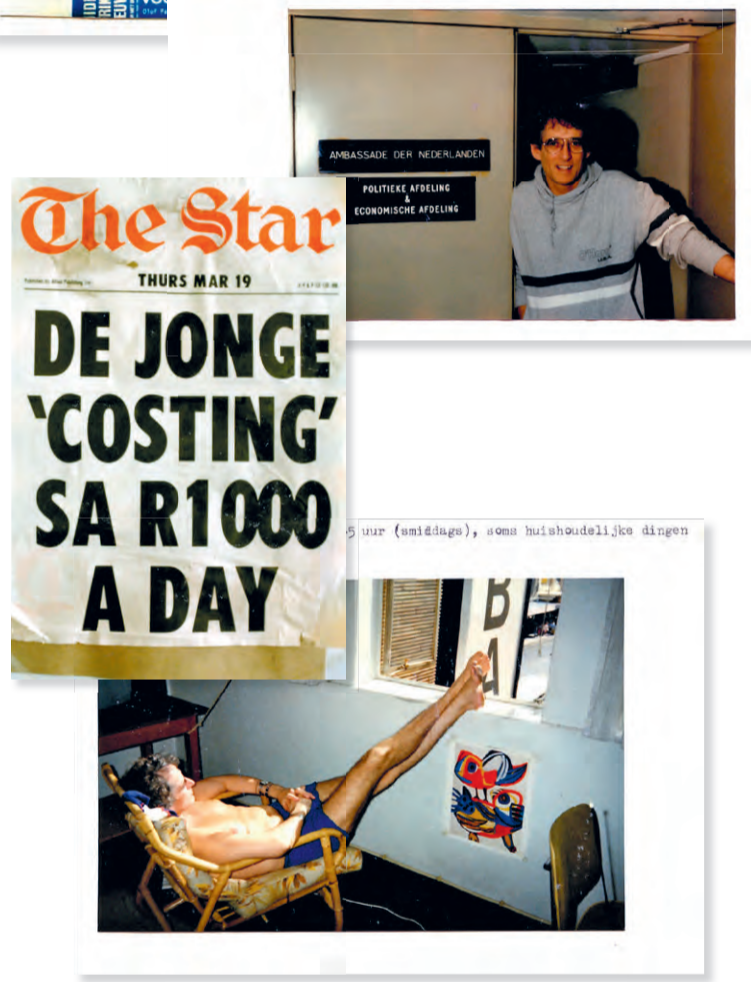 AMBASSADE DER NEDERLANDEN
POLITIEKE AFDELING
&
ECONOMISCHE AFDELING
The Star
THURS MAR 19
DE JONGE
'COSTING'
SA R1000
A DAY
5 uur (smiddags), soms huishoudelijke dingen
B
A